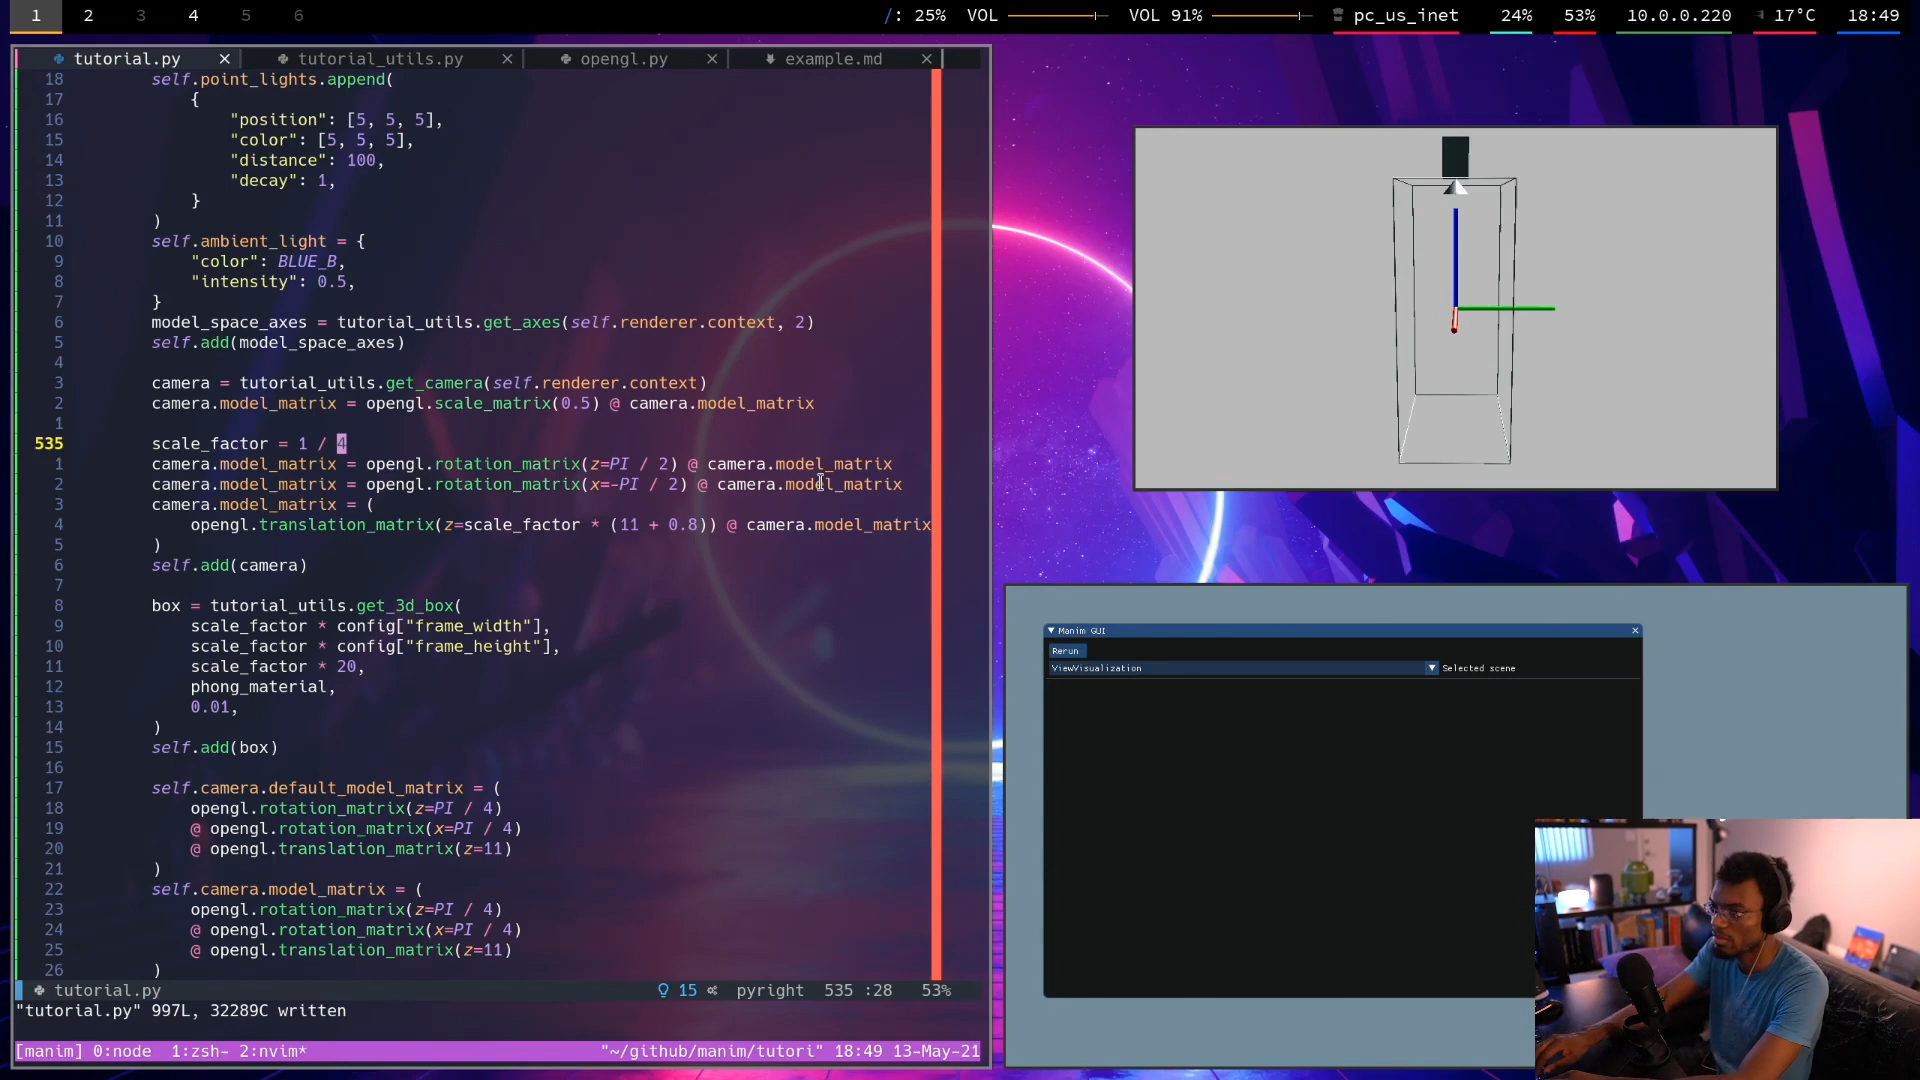 1 2 3 4 5 6 /: 25% VOL VOL 91% pc_us_inet 24% 53% 10.0.0.220 17°C 18:49
tutorial.py tutorial_utils.py opengl.py example.md
18 self.point_lights.append(
17 {
16 "position": [5, 5, 5],
15 "color": [5, 5, 5],
14 "distance": 100,
13 "decay": 1,
12 }
11 )
10 self.ambient_light = {
9 "color": BLUE_B,
8 "intensity": 0.5,
7 }
6 model_space_axes = tutorial_utils.get_axes(self.renderer.context, 2)
5 self.add(model_space_axes)
4
3 camera = tutorial_utils.get_camera(self.renderer.context)
2 camera.model_matrix = opengl.scale_matrix(0.5) @ camera.model_matrix
1
535 scale_factor = 1 / 4
1 camera.model_matrix = opengl.rotation_matrix(z=PI / 2) @ camera.model_matrix
2 camera.model_matrix = opengl.rotation_matrix(x=-PI / 2) @ camera.model_matrix
3 camera.model_matrix = (
4 opengl.translation_matrix(z=scale_factor * (11 + 0.8)) @ camera.model_matrix
5 )
6 self.add(camera)
7
8 box = tutorial_utils.get_3d_box(
9 scale_factor * config["frame_width"],
10 scale_factor * config["frame_height"],
11 scale_factor * 20,
12 phong_material,
13 0.01,
14 )
15 self.add(box)
16
17 self.camera.default_model_matrix = (
18 opengl.rotation_matrix(z=PI / 4)
19 @ opengl.rotation_matrix(x=PI / 4)
20 @ opengl.translation_matrix(z=11)
21 )
22 self.camera.model_matrix = (
23 opengl.rotation_matrix(z=PI / 4)
24 @ opengl.rotation_matrix(x=PI / 4)
25 @ opengl.translation_matrix(z=11)
26 )
tutorial.py 15 pyright 535 :28 53%
"tutorial.py" 997L, 32289C written
[manim] 0:node 1:zsh- 2:nvim* "~/github/manim/tutori" 18:49 13-May-21
Manim GUI
Rerun
ViewVisualization Selected scene